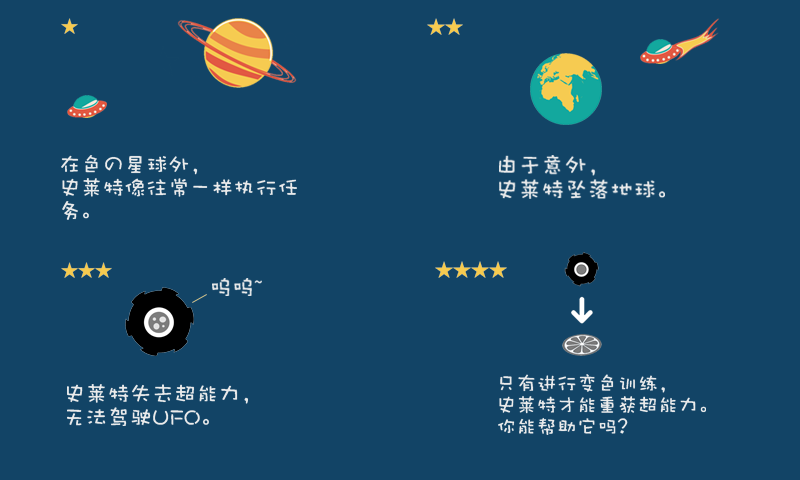 在色の星球外，
史莱特像往常一样执行任
务。
由于意外，
史莱特坠落地球。
呜呜~
史莱特失去超能力，
无法驾驶UFO。
只有进行变色训练，
史莱特才能重获超能力。
你能帮助它吗？